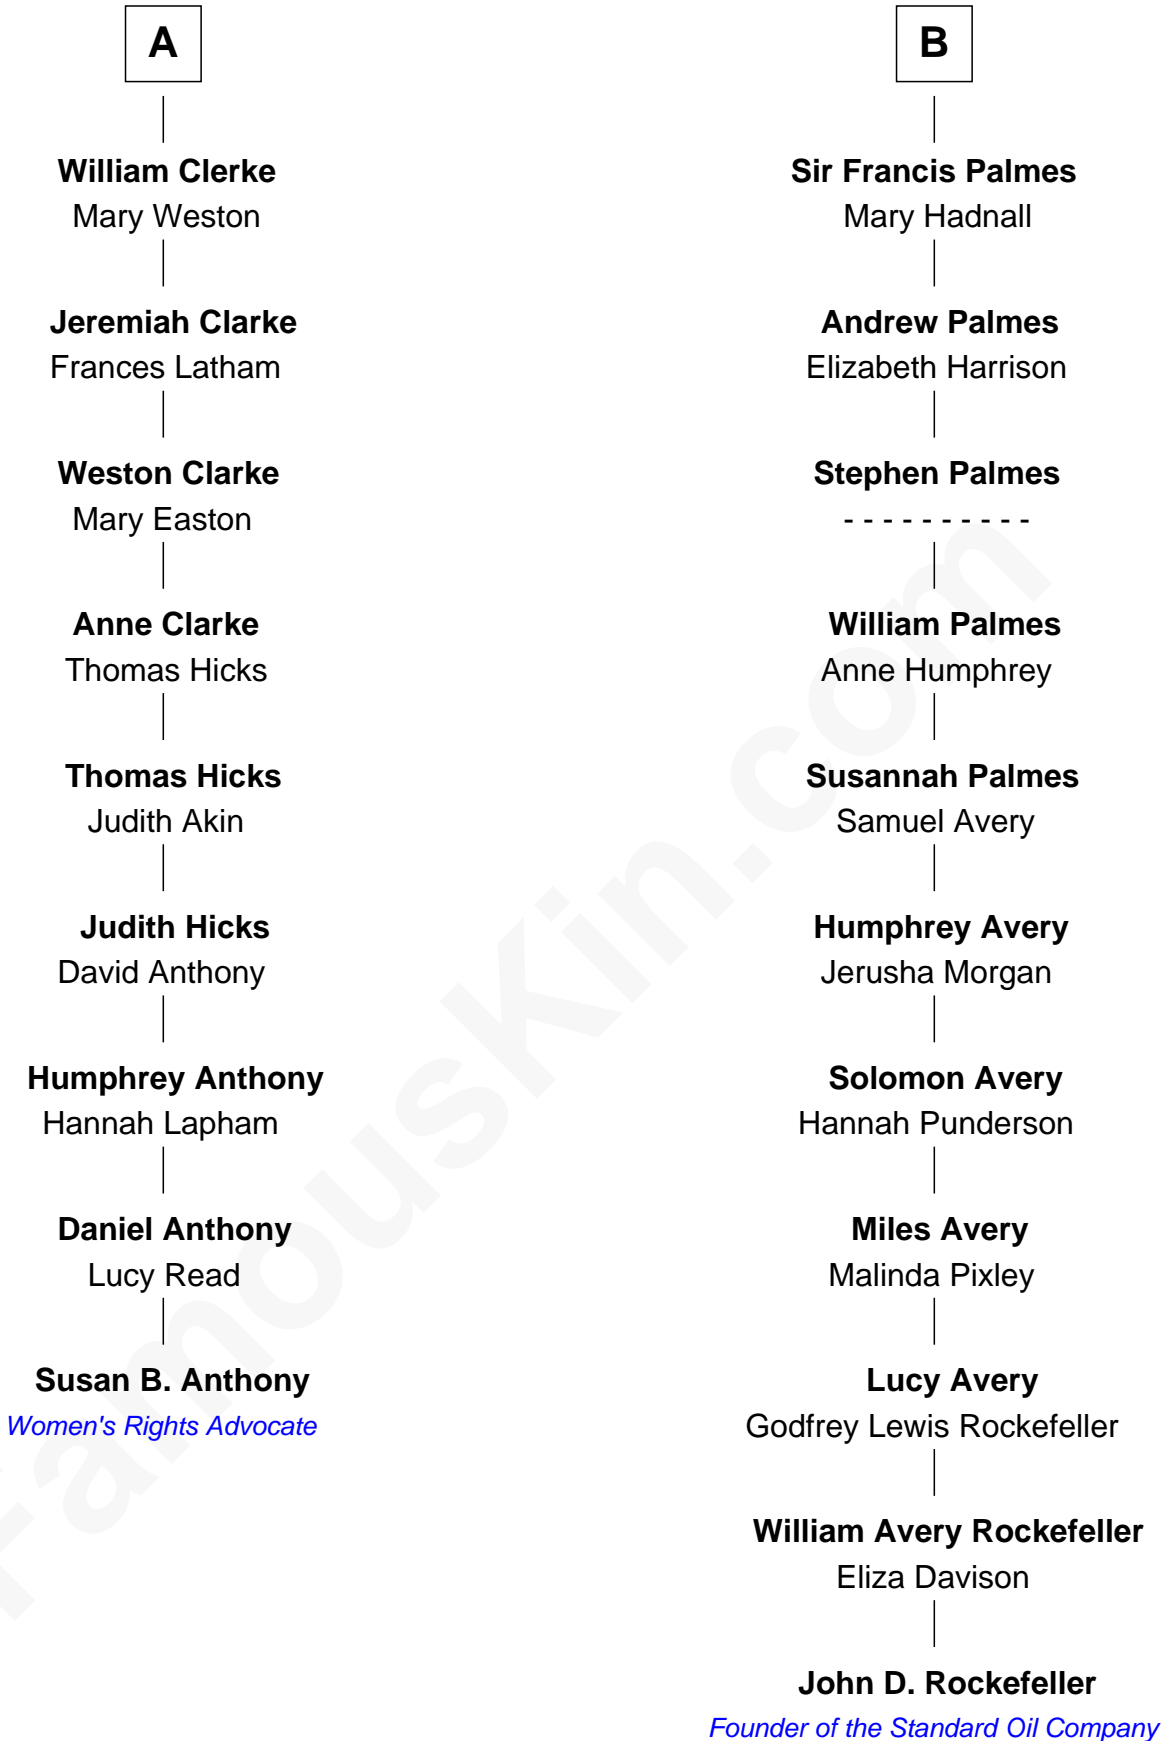 A
William Clerke
Mary Weston
Jeremiah Clarke
Frances Latham
Weston Clarke
Mary Easton
Anne Clarke
Thomas Hicks
Thomas Hicks
Judith Akin
Judith Hicks
David Anthony
Humphrey Anthony
Hannah Lapham
Daniel Anthony
Lucy Read
Susan B. Anthony
Women's Rights Advocate
B
Sir Francis Palmes
Mary Hadnall
Andrew Palmes
Elizabeth Harrison
Stephen Palmes
- - - - - - - - - -
William Palmes
Anne Humphrey
Susannah Palmes
Samuel Avery
Humphrey Avery
Jerusha Morgan
Solomon Avery
Hannah Punderson
Miles Avery
Malinda Pixley
Lucy Avery
Godfrey Lewis Rockefeller
William Avery Rockefeller
Eliza Davison
John D. Rockefeller
Founder of the Standard Oil Company
FamousKin.com